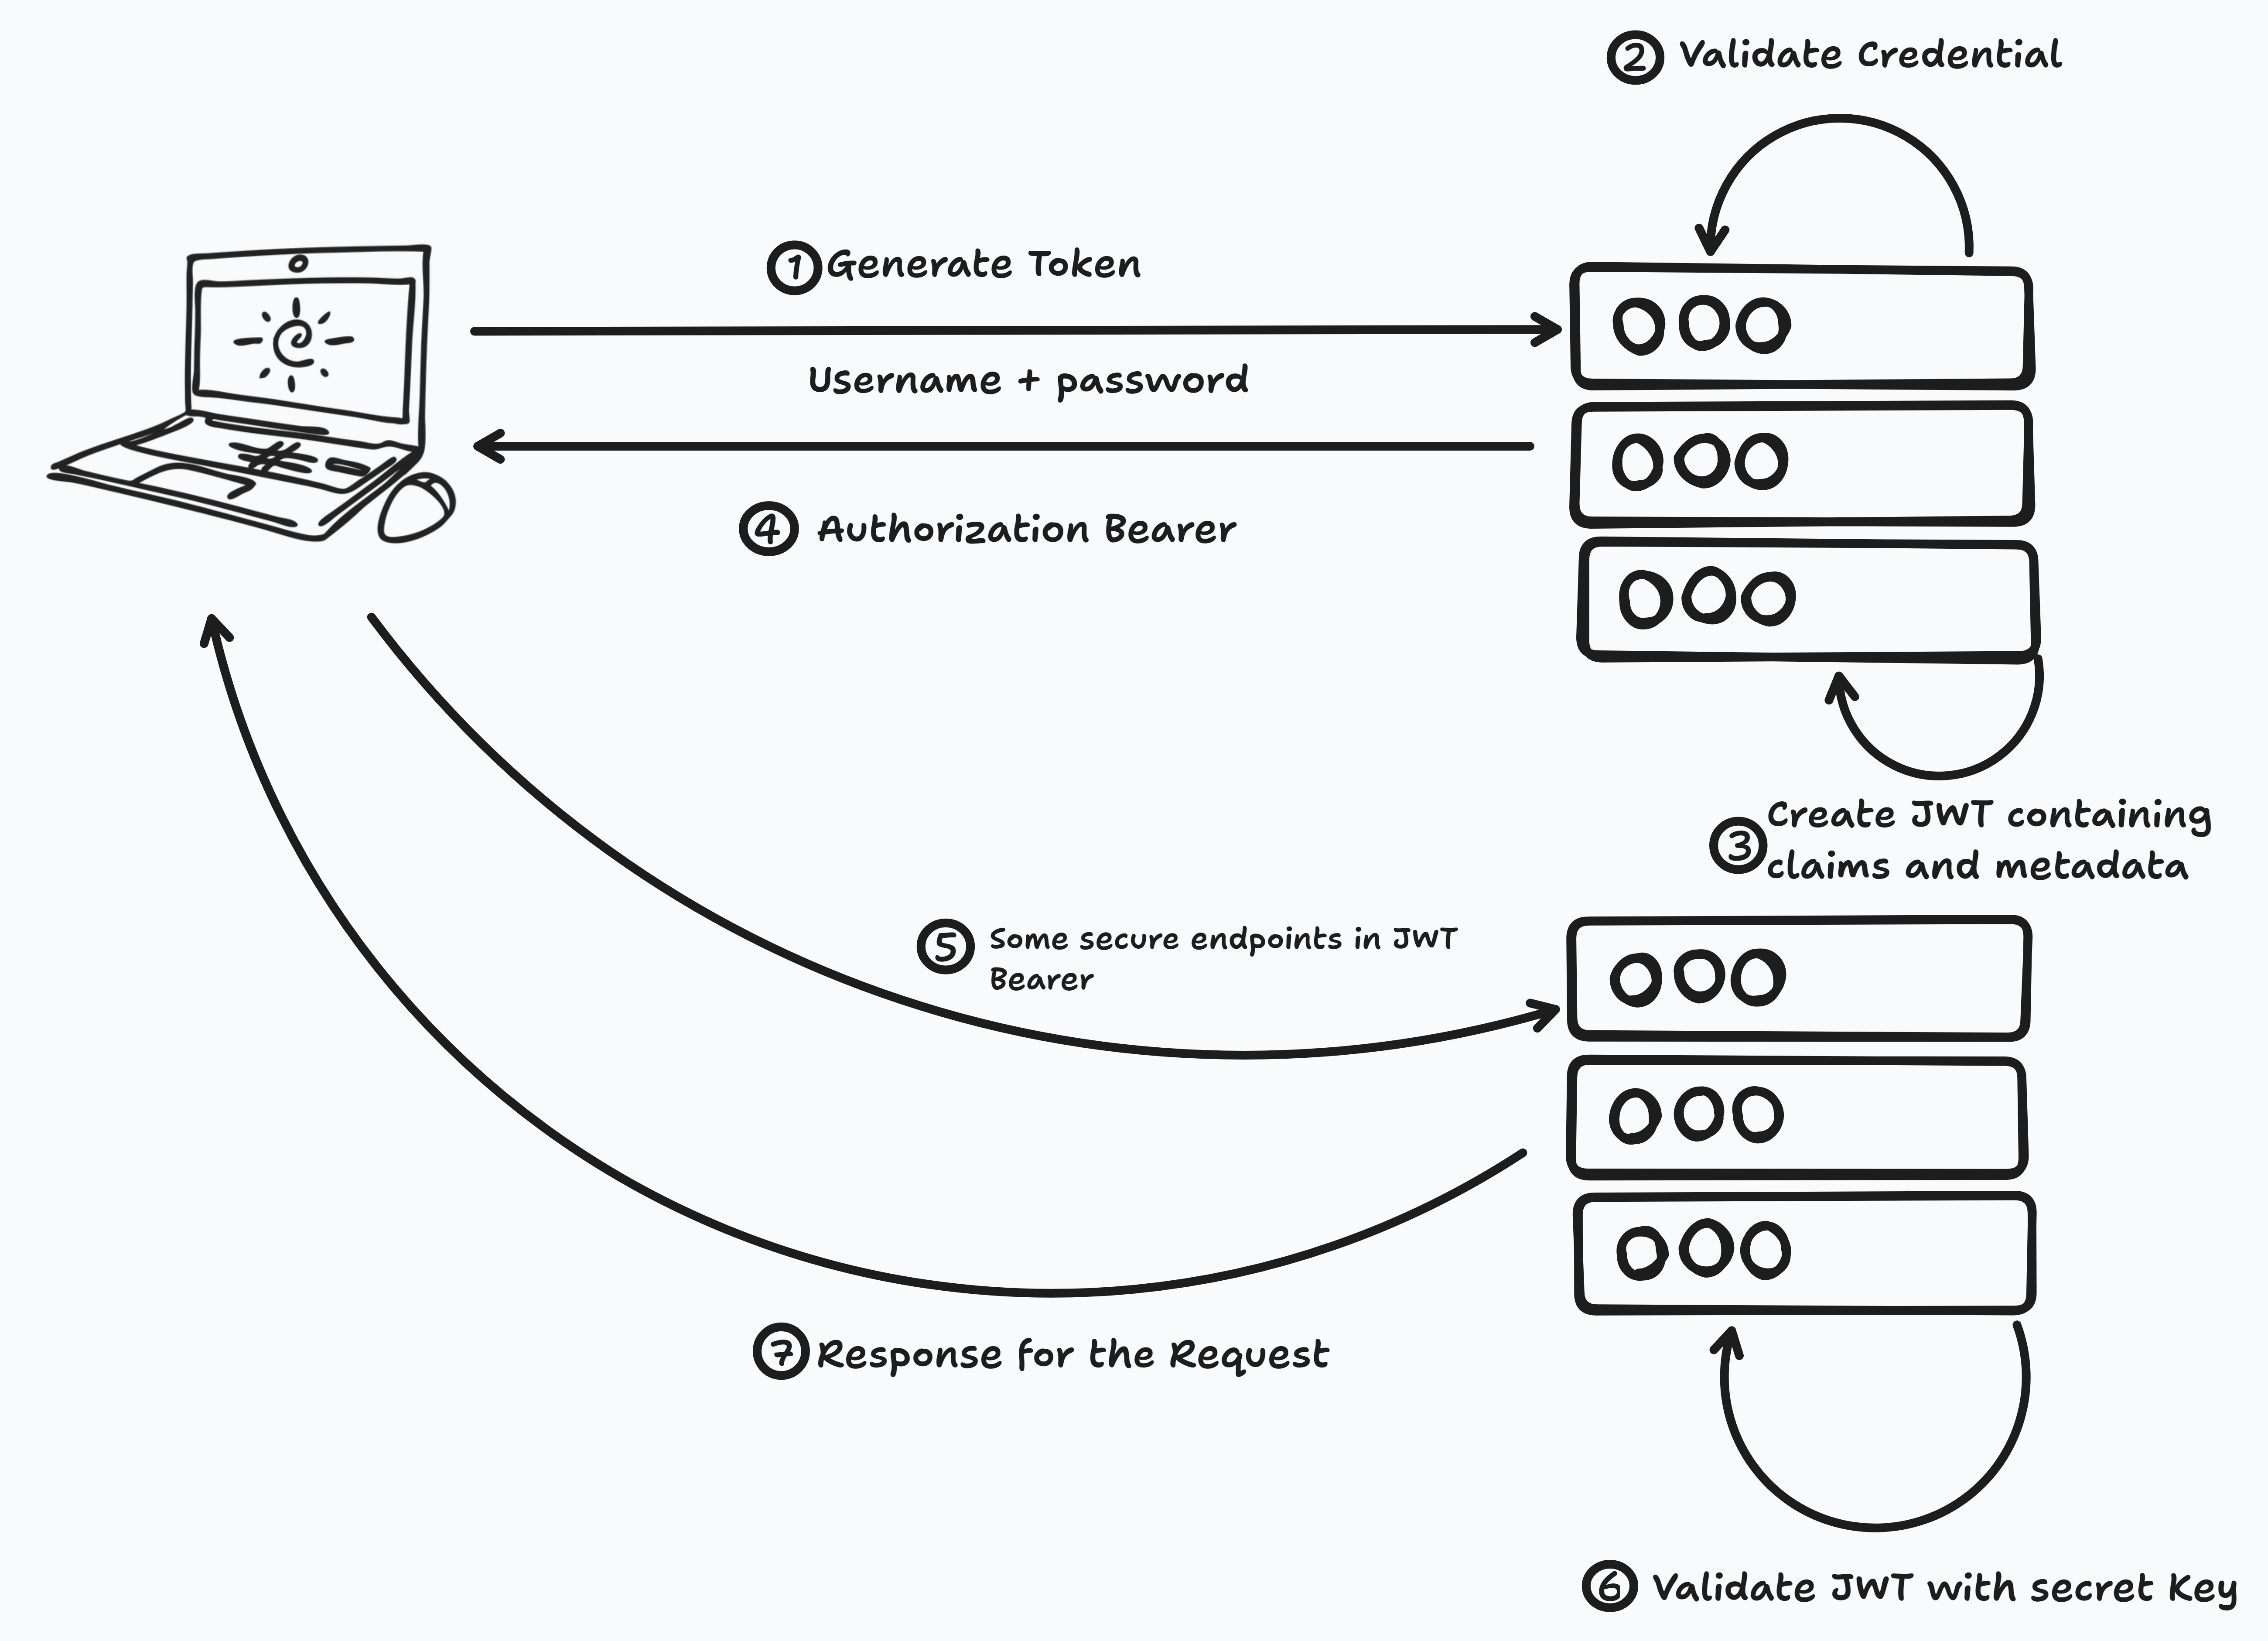 2 Validate Credential
1 Generate Token
Username + password
4 Authorization Bearer
3 Create JWT containing
claims and metadata
5 Some secure endpoints in JWT
Bearer
7 Response for the Request
6 Validate JWT with secret Key